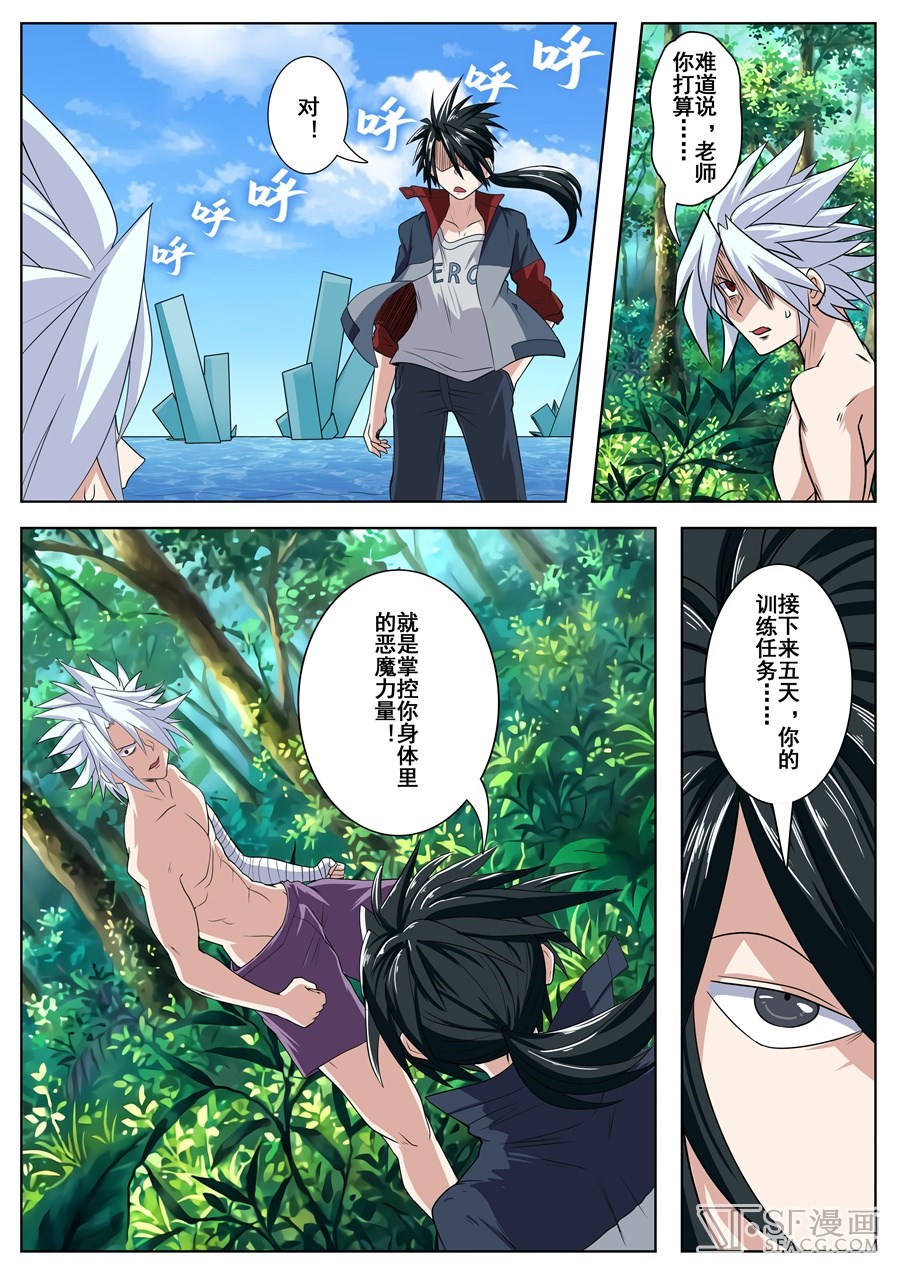 难道说，老师
你打算……
对！
呼
呼
呼
呼
呼
呼
接下来五天，你的
训练任务……
就是掌控你身体里
的恶魔力量！
ERO
SF漫画
SFACG.COM